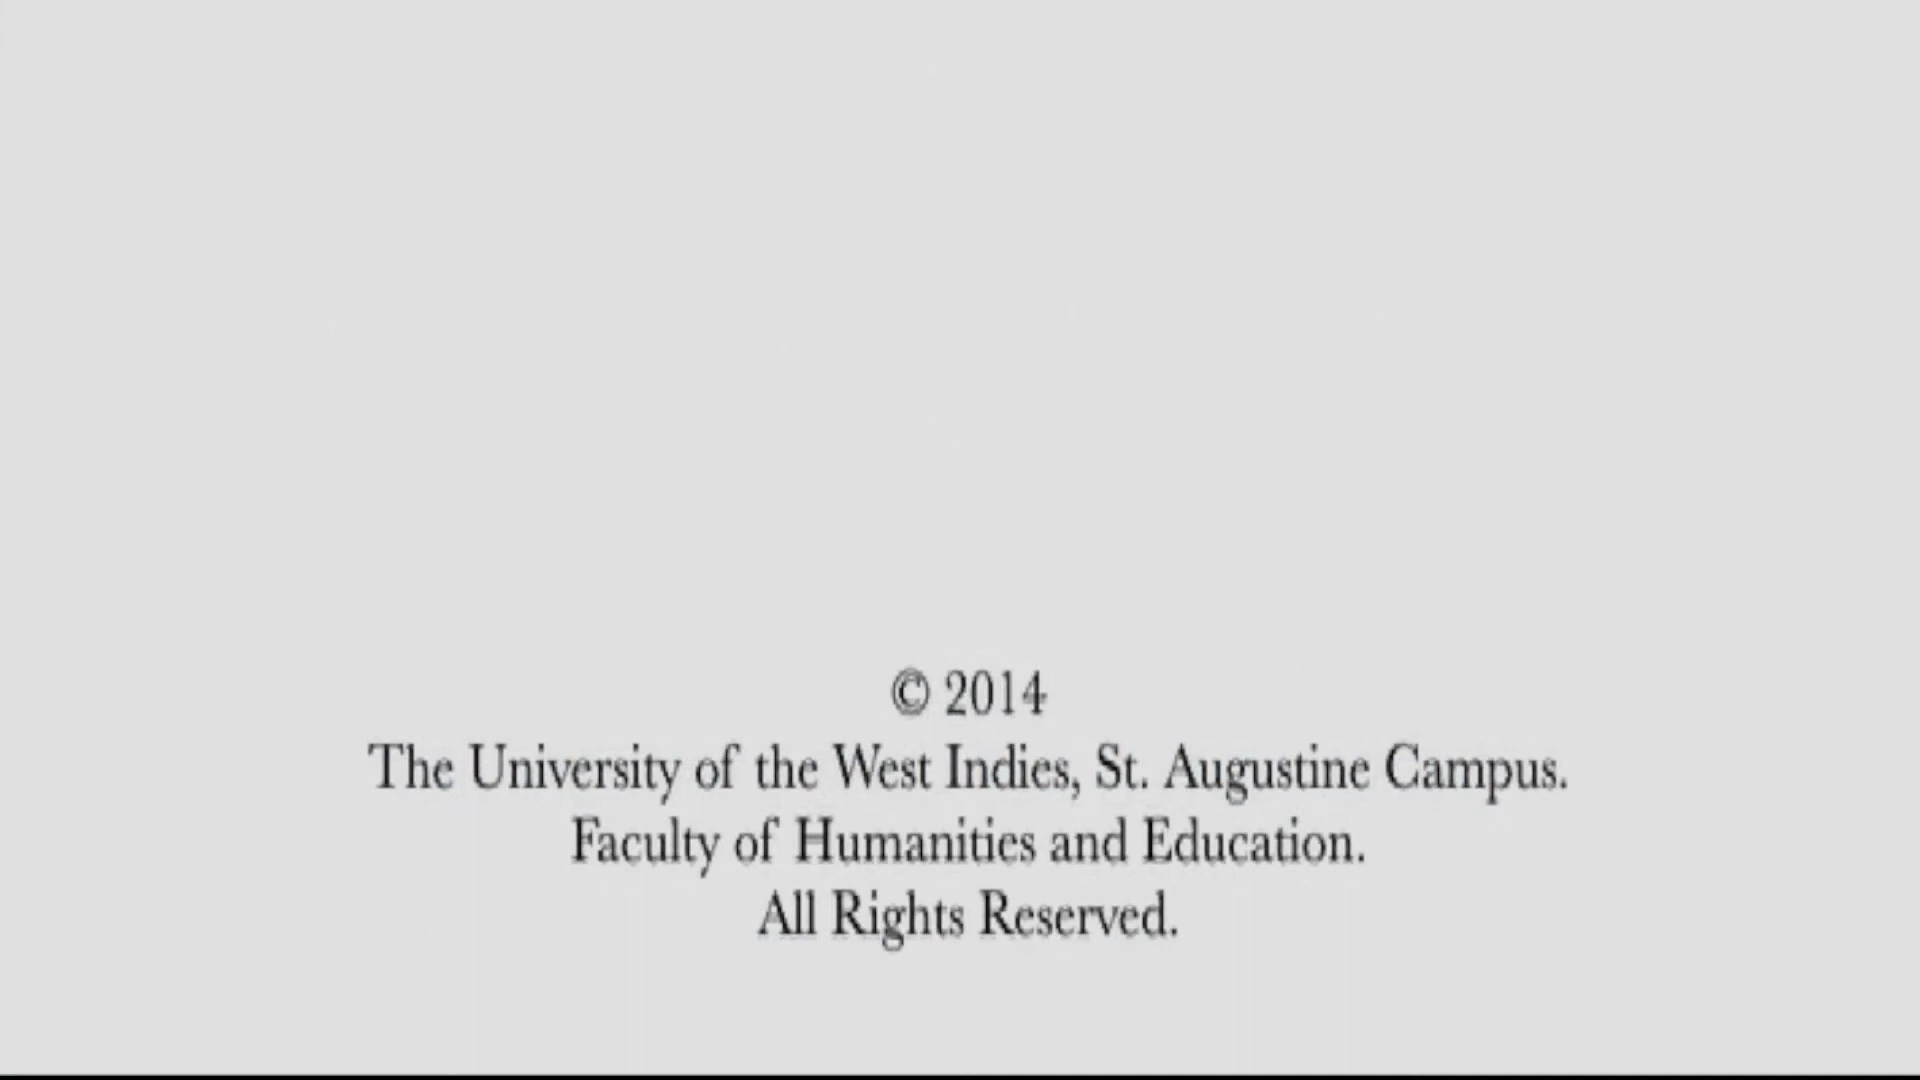 © 2014
The University of the West Indies, St. Augustine Campus.
Faculty of Humanities and Education.
All Rights Reserved.